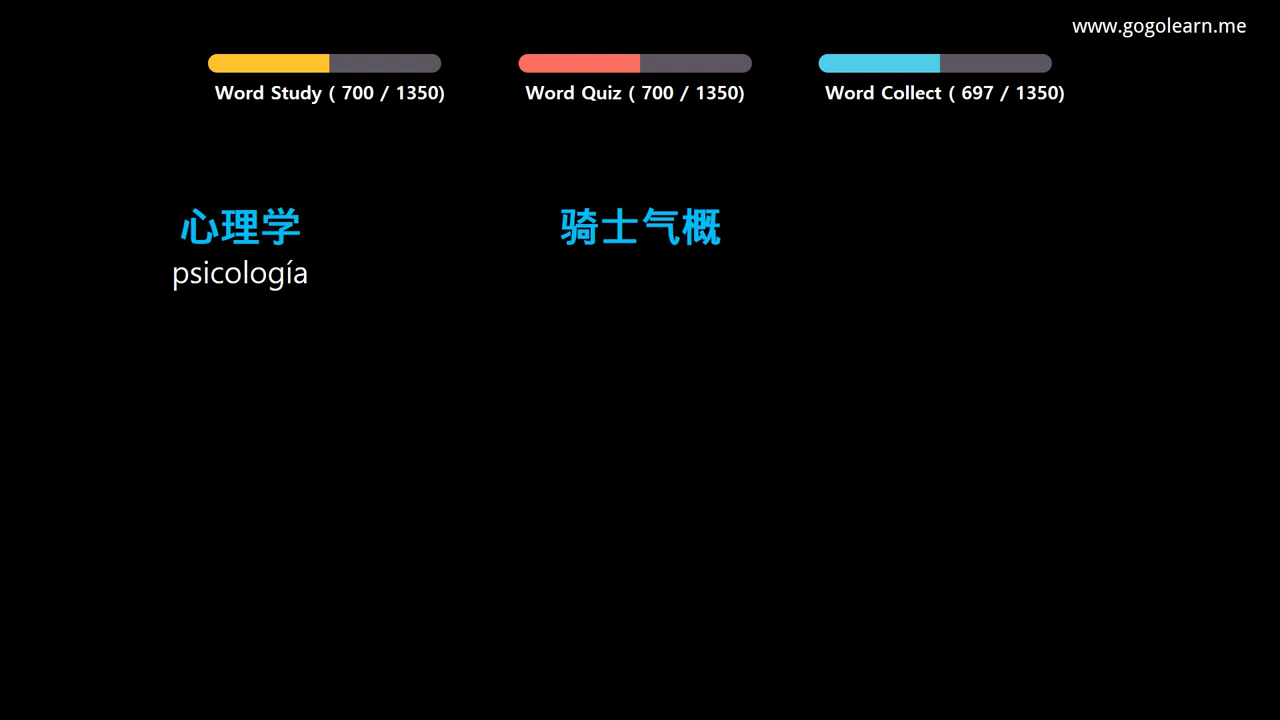 www.gogolearn.me
Word Study ( 700 / 1350)
Word Quiz ( 700 / 1350)
Word Collect ( 697 / 1350)
心理学
psicología
骑士气概